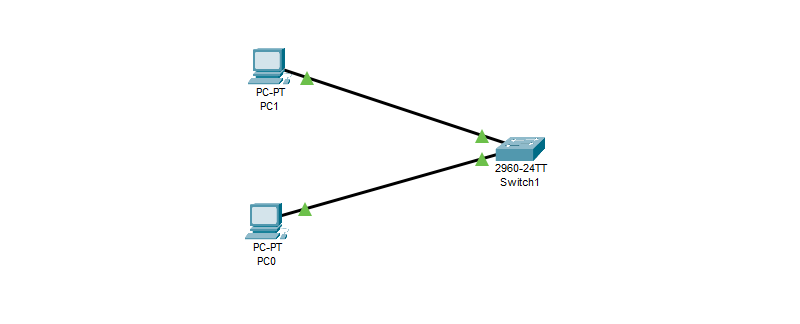 PC-PT
PC1
2960-24TT
Switch1
PC-PT
PC0